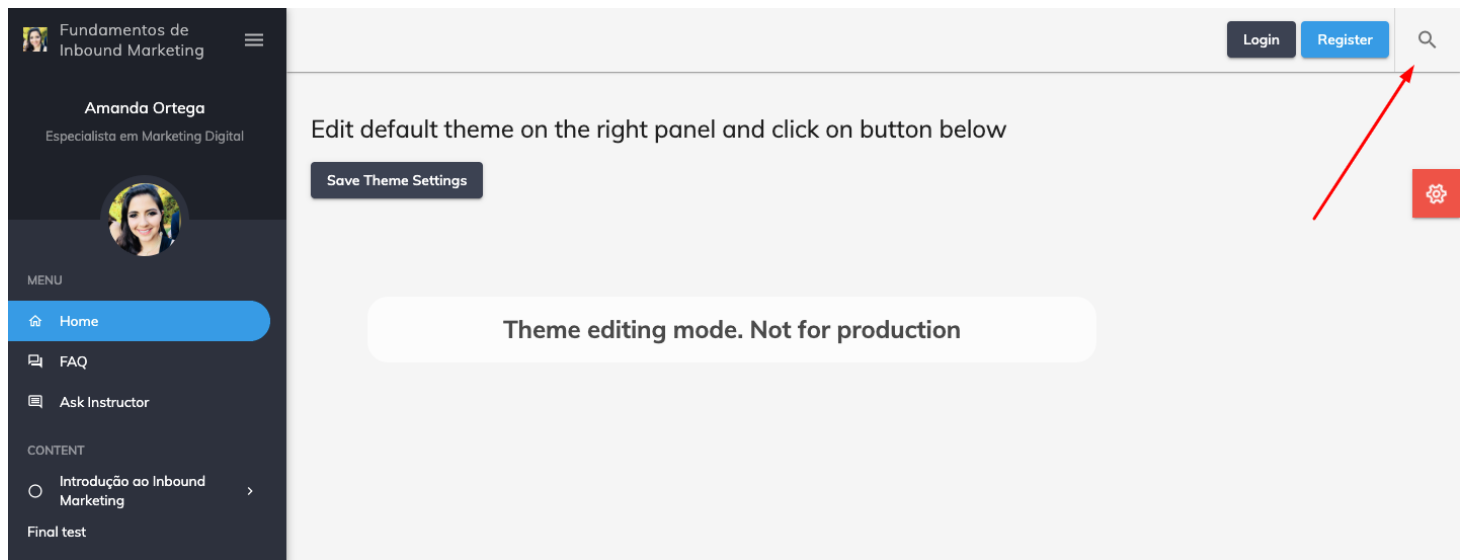 Fundamentos de
Inbound Marketing
Amanda Ortega
Especialista em Marketing Digital
MENU
Home
FAQ
Ask Instructor
CONTENT
Introdução ao Inbound
Marketing
Final test
Login
Register
Edit default theme on the right panel and click on button below
Save Theme Settings
Theme editing mode. Not for production